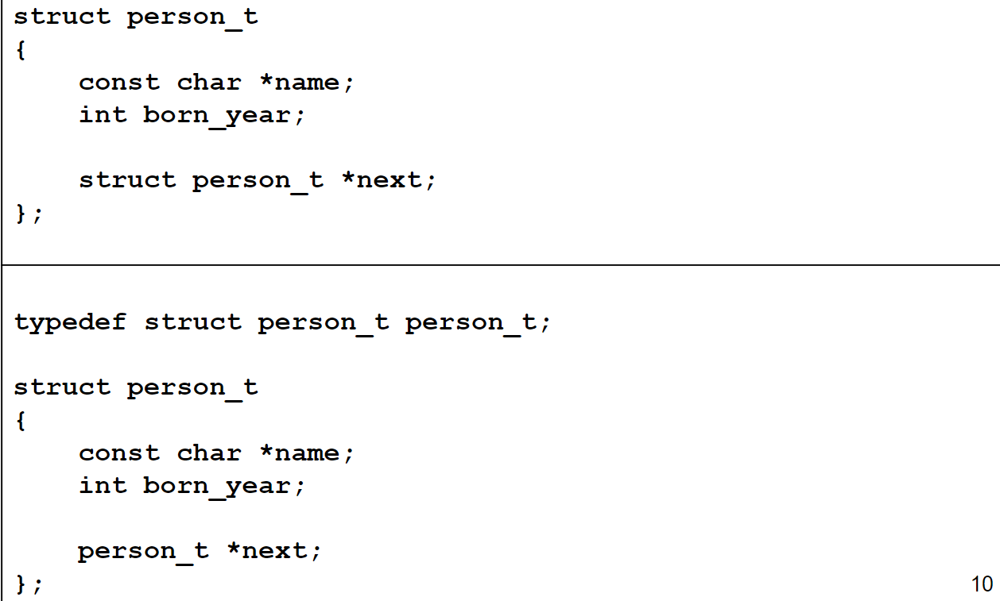 struct person_t
{
    const char *name;
    int born_year;

    struct person_t *next;
};

typedef struct person_t person_t;

struct person_t
{
    const char *name;
    int born_year;

    person_t *next;
};
10